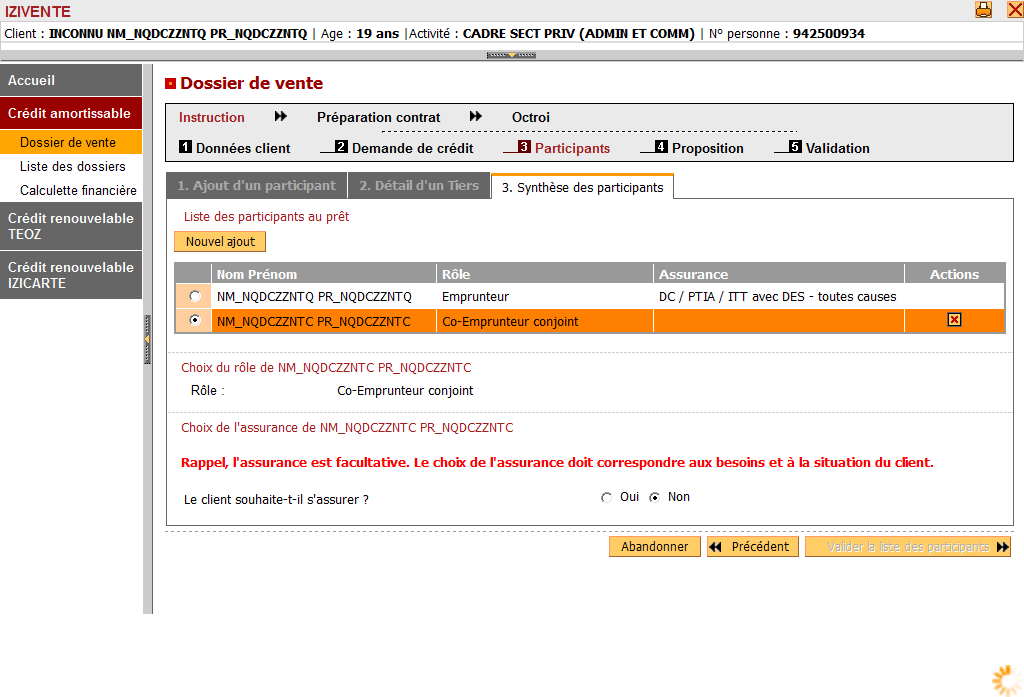 IZIVENTE
Client : INCONNU NM_NQDCZZNTQ PR_NQDCZZNTQ | Age : 19 ans |Activité : CADRE SECT PRIV (ADMIN ET COMM) | N° personne : 942500934
Accueil
Crédit amortissable
Dossier de vente
Liste des dossiers
Calculette financière
Crédit renouvelable
TEOZ
Crédit renouvelable
IZICARTE
Dossier de vente
Instruction Préparation contrat Octroi
1 Données client 2 Demande de crédit 3 Participants 4 Proposition 5 Validation
1. Ajout d'un participant 2. Détail d'un Tiers 3. Synthèse des participants
Liste des participants au prêt
Nouvel ajout
Nom Prénom Rôle Assurance Actions
NM_NQDCZZNTQ PR_NQDCZZNTQ Emprunteur DC / PTIA / ITT avec DES - toutes causes
NM_NQDCZZNTC PR_NQDCZZNTC Co-Emprunteur conjoint
Choix du rôle de NM_NQDCZZNTC PR_NQDCZZNTC
Rôle : Co-Emprunteur conjoint
Choix de l'assurance de NM_NQDCZZNTC PR_NQDCZZNTC
Rappel, l'assurance est facultative. Le choix de l'assurance doit correspondre aux besoins et à la situation du client.
Le client souhaite-t-il s'assurer ? Oui Non
Abandonner Précédent Valider la liste des participants